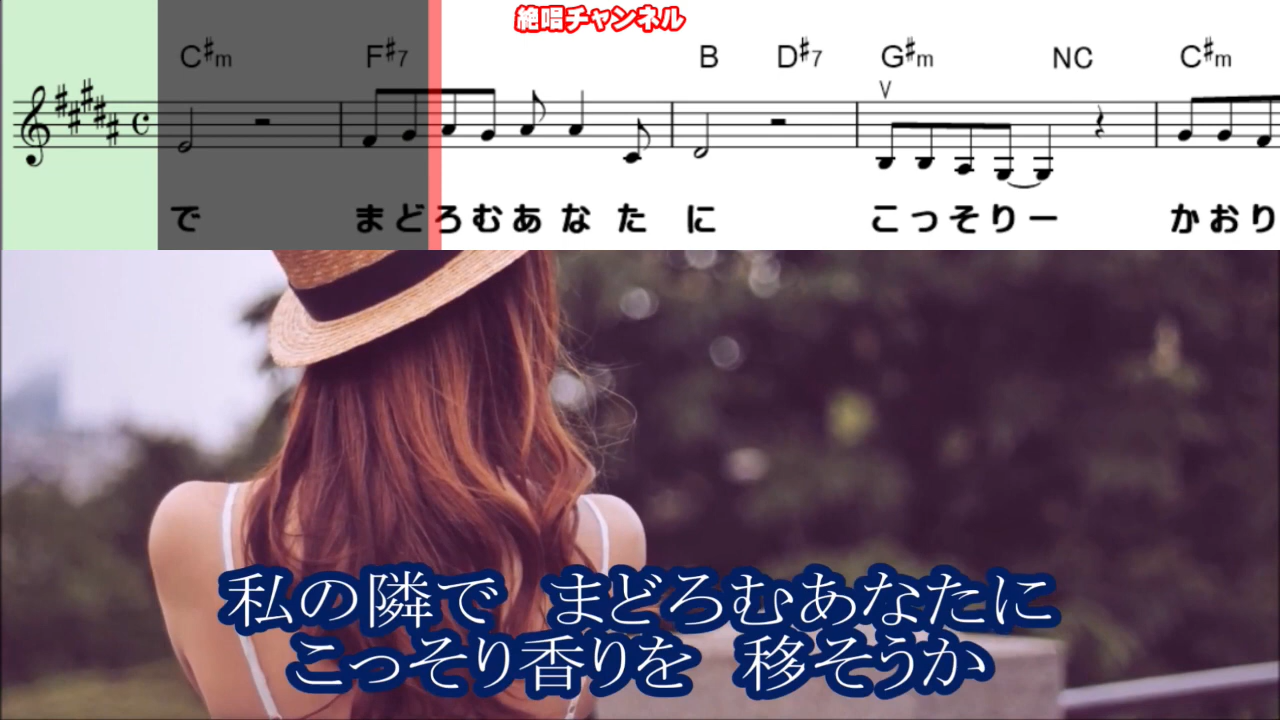 絶唱チャンネル
C#m F#7 B D#7 G#m NC C#m
で まどろむあなた に こっそりー かおり
私の隣で まどろむあなたに
こっそり香りを 移そうか